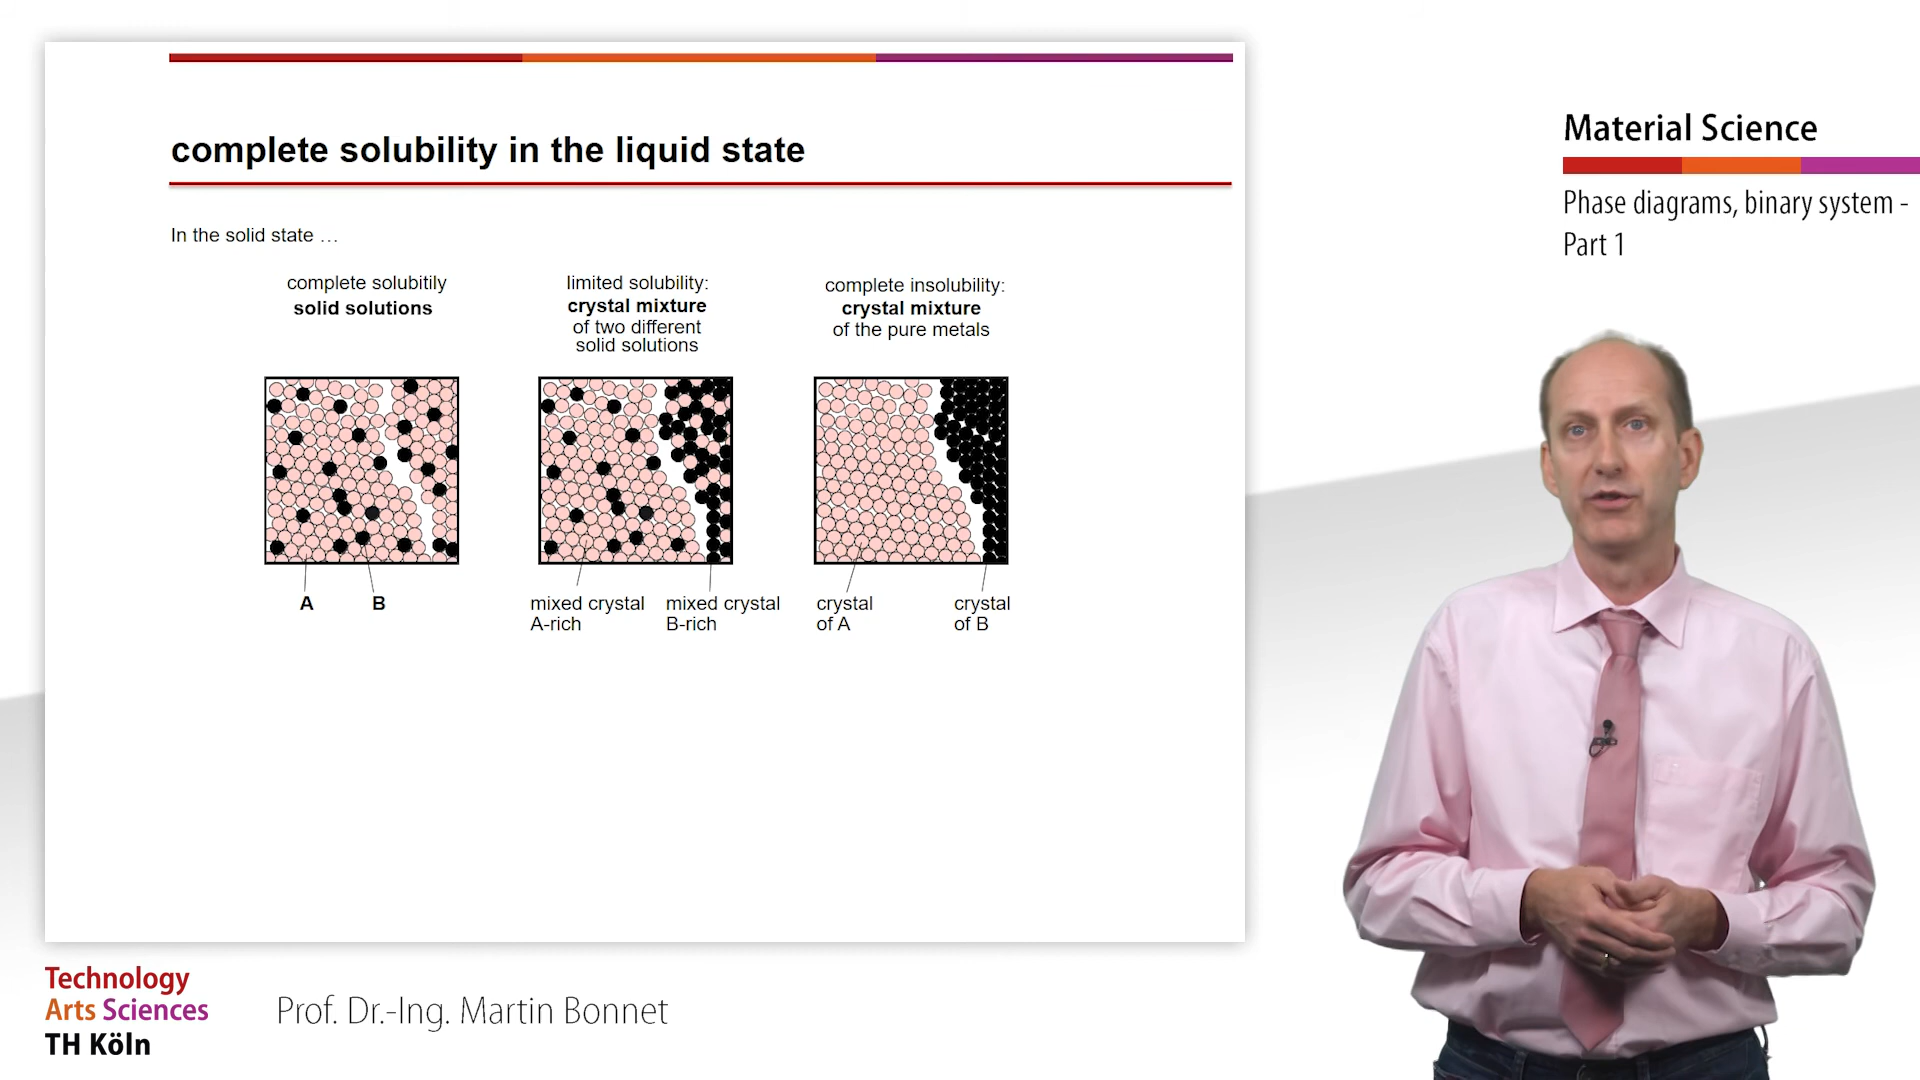 complete solubility in the liquid state
In the solid state …
complete solubitily
solid solutions
limited solubility:
crystal mixture
of two different
solid solutions
complete insolubility:
crystal mixture
of the pure metals
A
B
mixed crystal
A-rich
mixed crystal
B-rich
crystal
of A
crystal
of B
Material Science
Phase diagrams, binary system -
Part 1
Technology
Arts Sciences
TH Köln
Prof. Dr.-Ing. Martin Bonnet